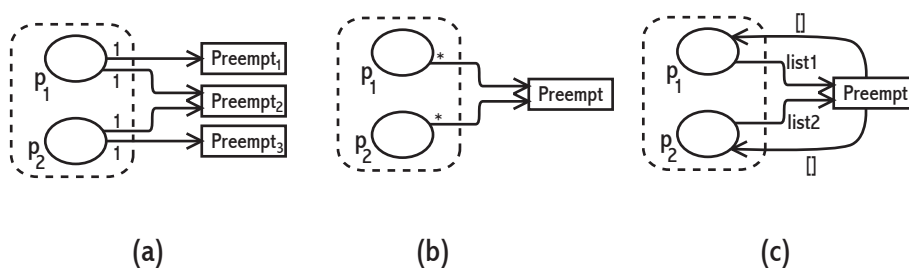 1
Preempt1
p1
1
1
Preempt2
p2
1
Preempt3
(a)
*
p1
Preempt
*
p2
(b)
[]
list1
p1
Preempt
list2
p2
[]
(c)